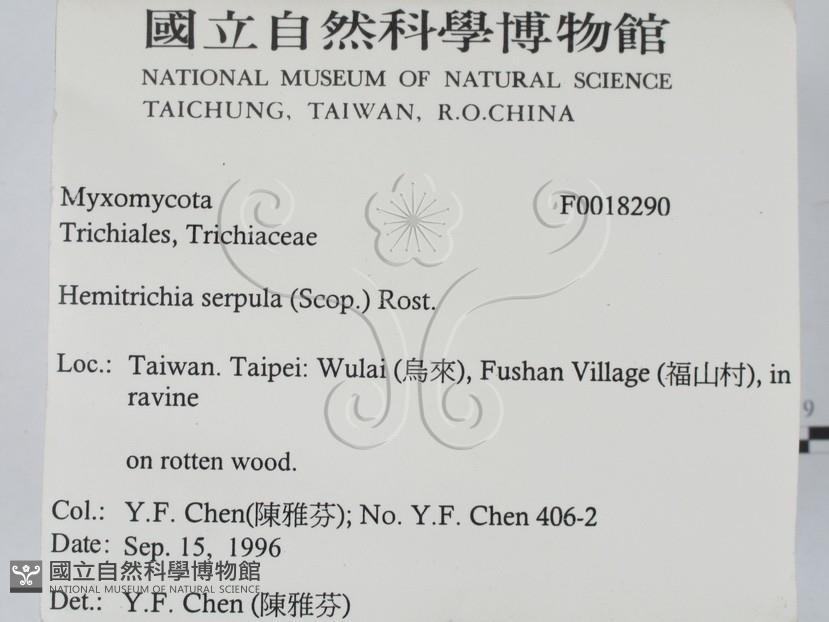 國立自然科學博物館
NATIONAL MUSEUM OF NATURAL SCIENCE
TAICHUNG, TAIWAN, R.O.CHINA
Myxomycota F0018290
Trichiales, Trichiaceae
Hemitrichia serpula (Scop.) Rost.
Loc.: Taiwan. Taipei: Wulai (烏來), Fushan Village (福山村), in
ravine
on rotten wood.
9
Col.: Y.F. Chen(陳雅芬); No. Y.F. Chen 406-2
Date: Sep. 15, 1996
國立自然科學博物館
NATIONAL MUSEUM OF NATURAL SCIENCE
Det.: Y.F. Chen (陳雅芬)